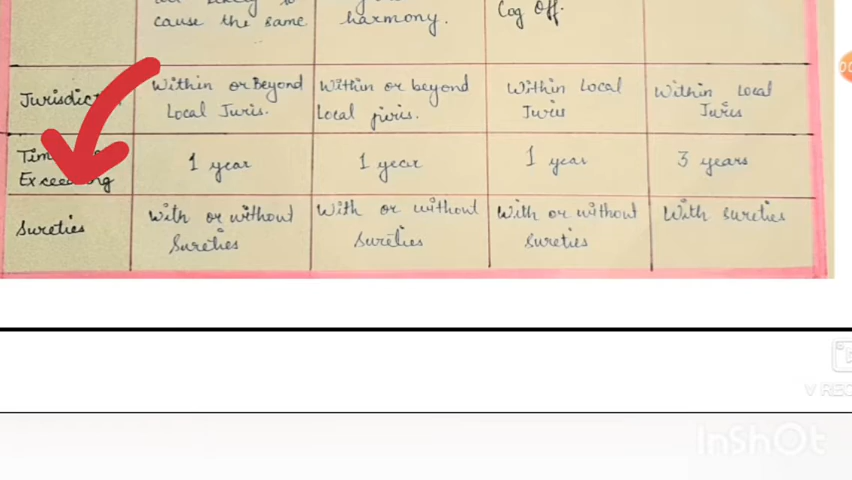 cause the same
harmony.
Cog Off.
Within or Beyond
Local Juris.
Within or beyond
Local juris.
Within Local
Juris
Within Local
Juris
Exceeding
1 year
1 year
1 year
3 years
Sureties
With or without
Sureties
With or without
Sureties
With or without
Sureties
With sureties
V REC
InShOt